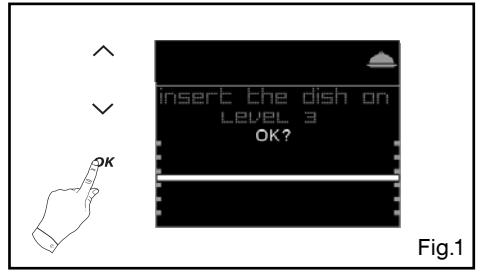 insert the dish on
LEVEL 3
OK?
OK
Fig.1